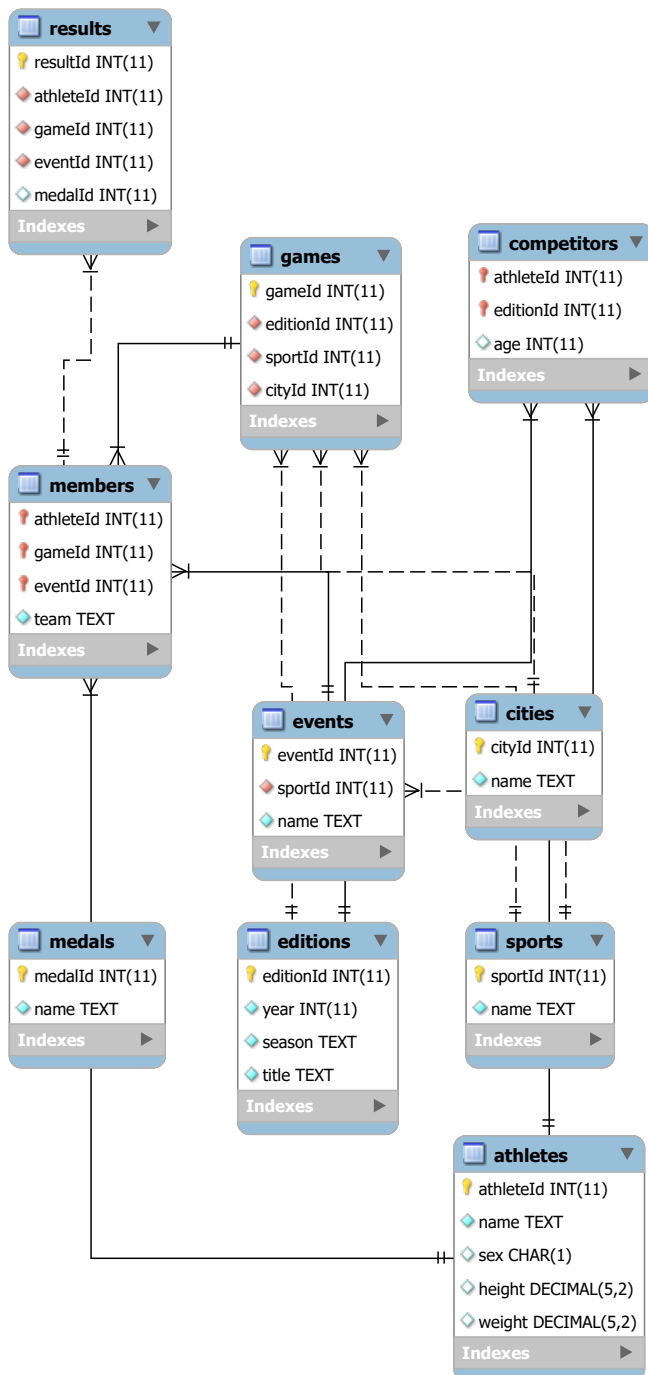 results
resultId INT(11)
athleteId INT(11)
gameId INT(11)
eventId INT(11)
medalId INT(11)
Indexes
games
gameId INT(11)
editionId INT(11)
sportId INT(11)
cityId INT(11)
Indexes
competitors
athleteId INT(11)
editionId INT(11)
age INT(11)
Indexes
members
athleteId INT(11)
gameId INT(11)
eventId INT(11)
team TEXT
Indexes
events
eventId INT(11)
sportId INT(11)
name TEXT
Indexes
cities
cityId INT(11)
name TEXT
Indexes
medals
medalId INT(11)
name TEXT
Indexes
editions
editionId INT(11)
year INT(11)
season TEXT
title TEXT
Indexes
sports
sportId INT(11)
name TEXT
Indexes
athletes
athleteId INT(11)
name TEXT
sex CHAR(1)
height DECIMAL(5,2)
weight DECIMAL(5,2)
Indexes